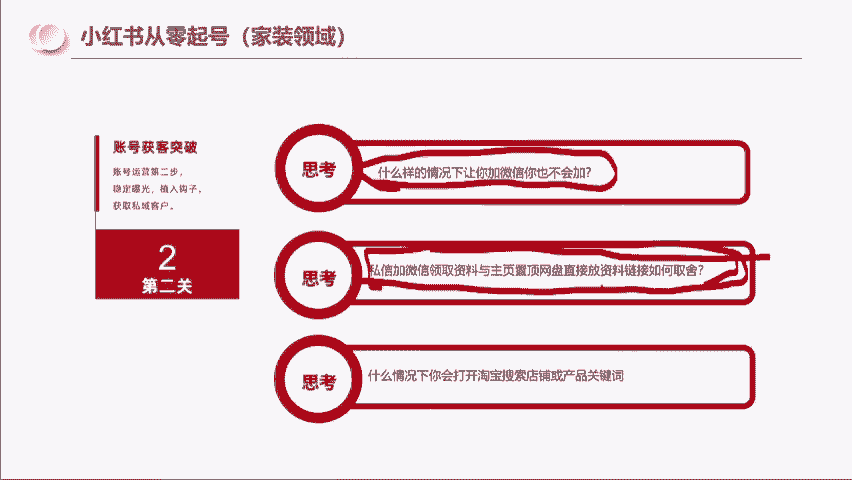 小红书从零起号（家装领域）
账号获客突破
账号运营第二步，
稳定曝光，植入钩子，
获取私域客户。
2
第二关
思考
什么样的情况下让你加微信你也不会加？
思考
私信加微信领取资料与主页置顶网盘直接放资料链接如何取舍？
思考
什么情况下你会打开淘宝搜索店铺或产品关键词